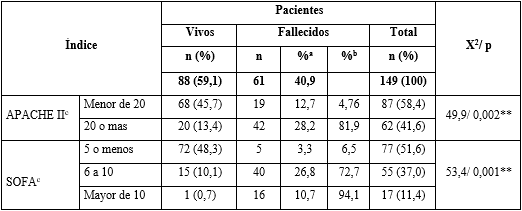 Índice Pacientes X2/ p
Vivos Fallecidos Total
n (%) n %a %b n (%)
88 (59,1) 61 40,9 149 (100)
APACHE IIc Menor de 20 68 (45,7) 19 12,7 4,76 87 (58,4) 49,9/ 0,002**
20 o mas 20 (13,4) 42 28,2 81,9 62 (41,6)
SOFAc 5 o menos 72 (48,3) 5 3,3 6,5 77 (51,6) 53,4/ 0,001**
6 a 10 15 (10,1) 40 26,8 72,7 55 (37,0)
Mayor de 10 1 (0,7) 16 10,7 94,1 17 (11,4)